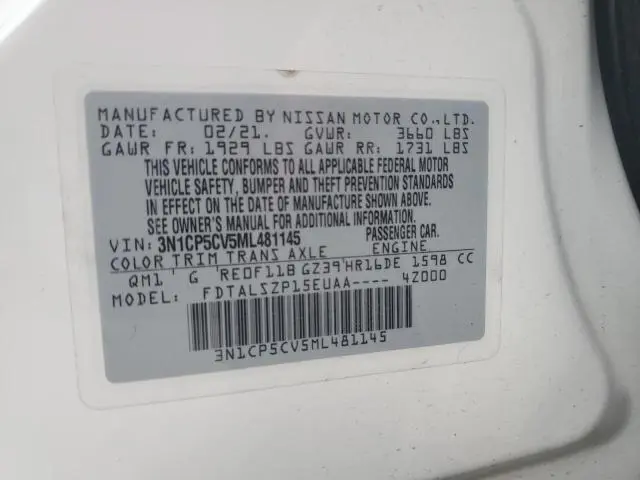 MANUFACTURED BY NISSAN MOTOR CO.,LTD.
DATE: 02/21. GVWR: 3660 LBS
GAWR FR: 1929 LBS GAWR RR: 1731 LBS
THIS VEHICLE CONFORMS TO ALL APPLICABLE FEDERAL MOTOR
VEHICLE SAFETY, BUMPER AND THEFT PREVENTION STANDARDS
IN EFFECT ON THE DATE OF MANUFACTURE SHOWN ABOVE.
SEE OWNER'S MANUAL FOR ADDITIONAL INFORMATION.
VIN: 3N1CP5CV5ML481145 PASSENGER CAR.
COLOR TRIM TRANS AXLE ENGINE
QM1 G RE0F11B GZ39 HR16DE 1598 CC
MODEL: FDTALSZP15EUAA---- 4Z000
3N1CP5CV5ML481145